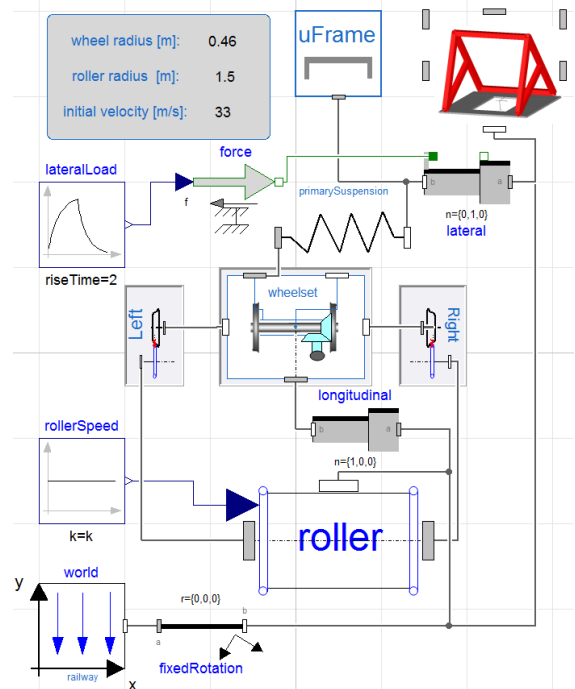 wheel radius [m]: 0.46
roller radius [m]: 1.5
initial velocity [m/s]: 33
uFrame
lateralLoad
force
primarySuspension
f
b
a
n={0,1,0}
lateral
riseTime=2
Left
wheelset
Right
longitudinal
rollerSpeed
b
a
n={1,0,0}
roller
k=k
world
y
r={0,0,0}
b
a
railway
x
fixedRotation